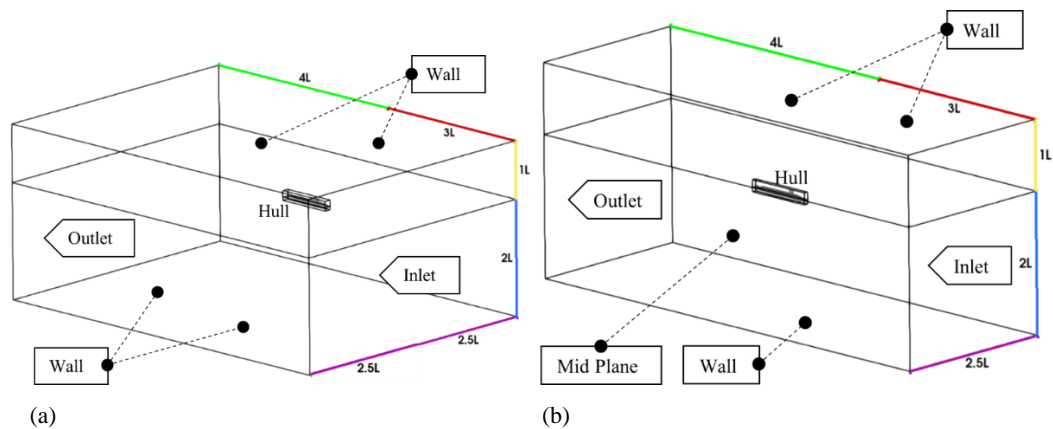 4L
Wall
3L
1L
Hull
Outlet
Inlet
2L
Wall
2.5L
2.5L
(a)
4L
Wall
3L
1L
Hull
Outlet
Inlet
2L
Mid Plane
Wall
2.5L
(b)